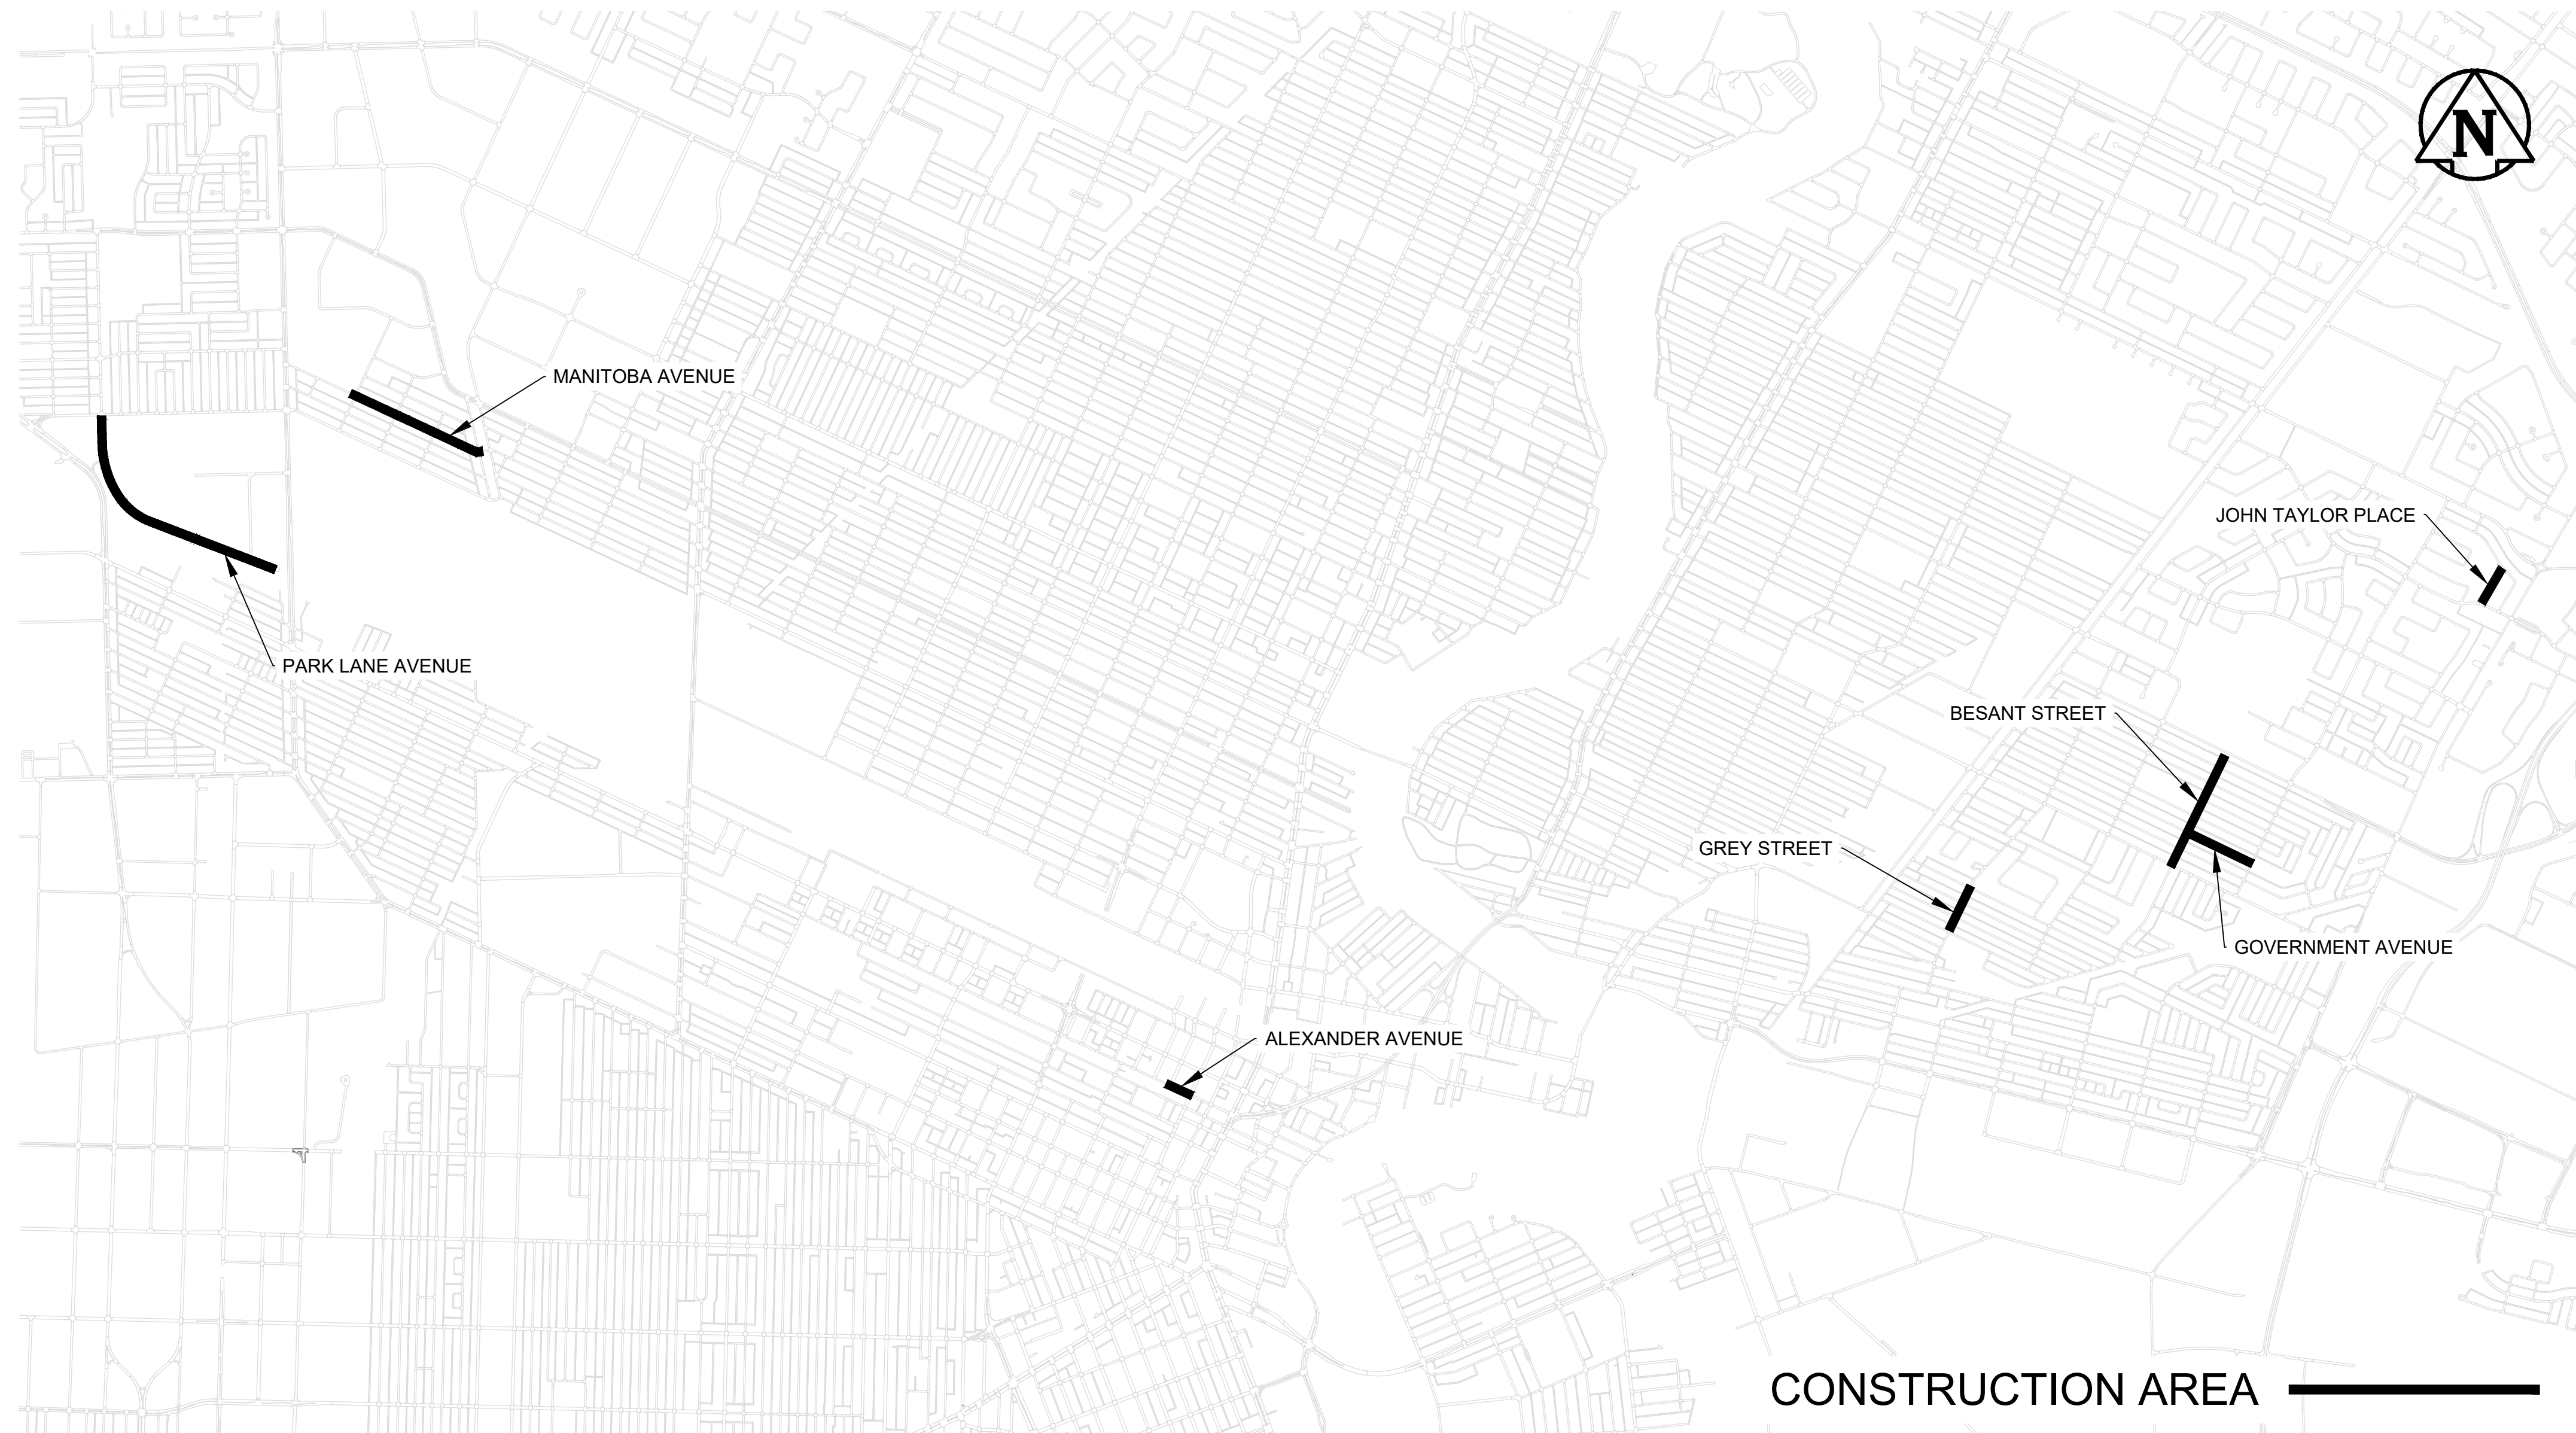 N
MANITOBA AVENUE
JOHN TAYLOR PLACE
PARK LANE AVENUE
BESANT STREET
GREY STREET
GOVERNMENT AVENUE
ALEXANDER AVENUE
CONSTRUCTION AREA